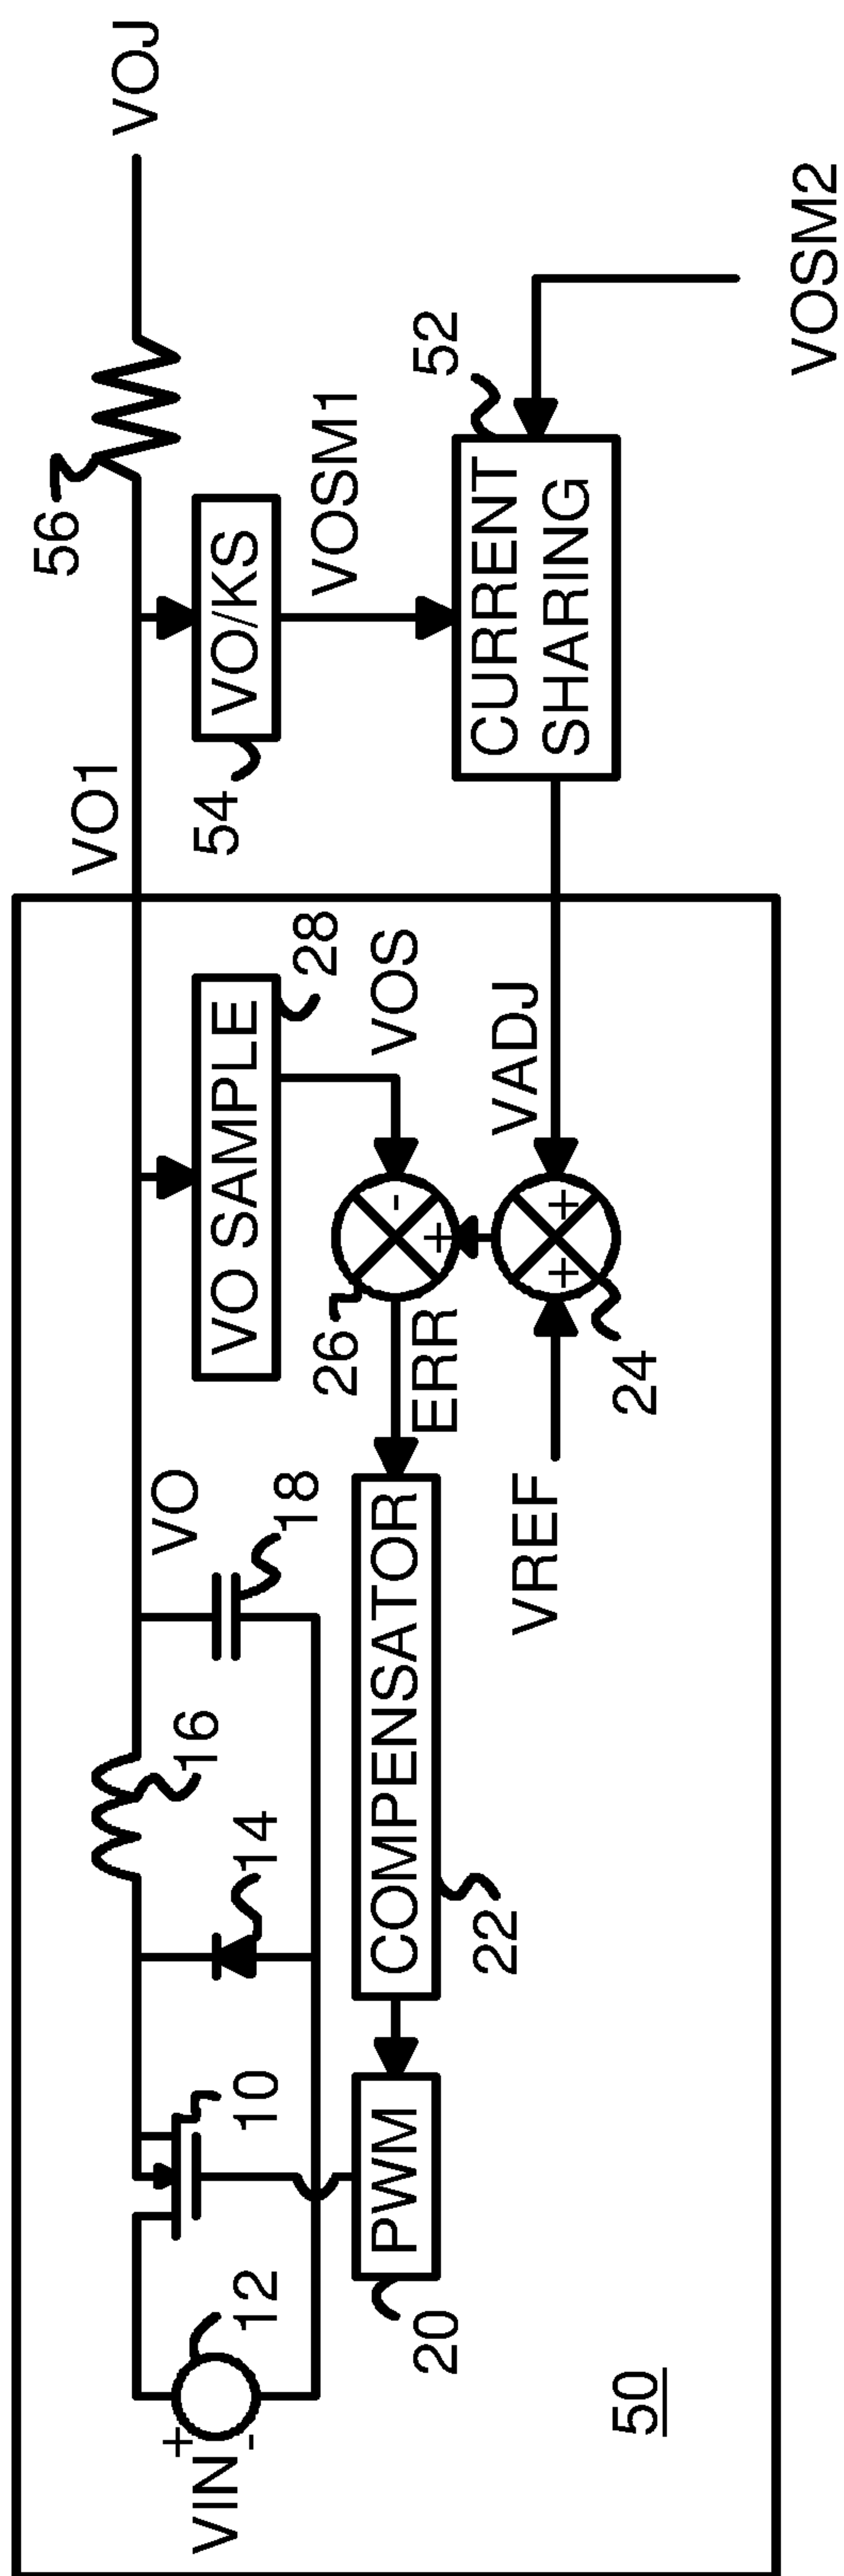 VOJ
56
VO1
VO/KS
54
VOSM1
52
CURRENT
SHARING
VOSM2
VO SAMPLE
28
VOS
VADJ
-
+
26
ERR
+
+
24
VREF
VO
18
16
14
COMPENSATOR
22
10
PWM
20
12
+
VIN
-
50